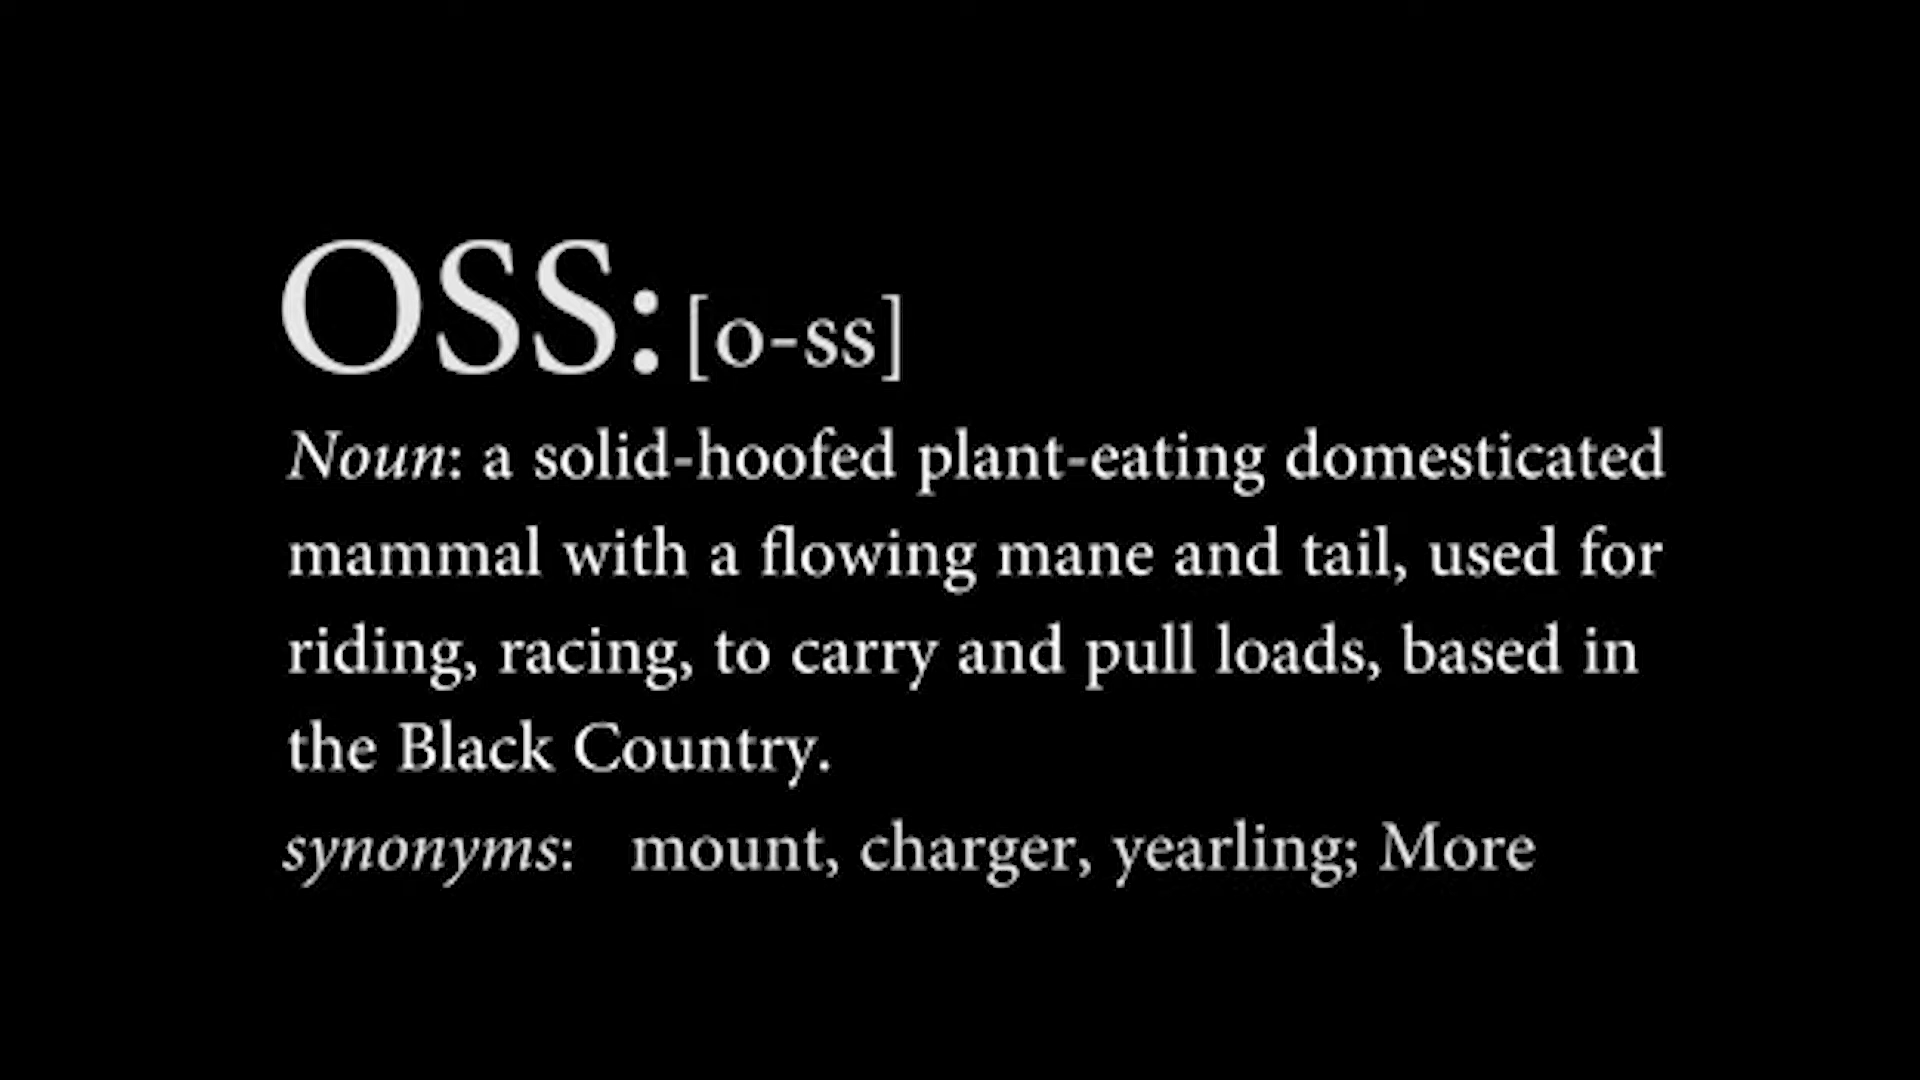 OSS: [o-ss]
Noun: a solid-hoofed plant-eating domesticated
mammal with a flowing mane and tail, used for
riding, racing, to carry and pull loads, based in
the Black Country.
synonyms: mount, charger, yearling; More